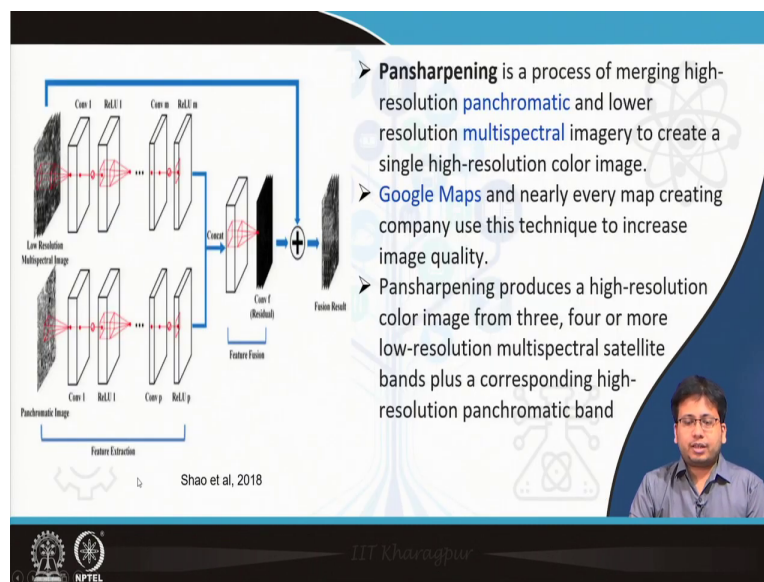 Conv 1 ReLU 1 Conv m ReLU m
Low Resolution
Multispectral Image
Concat
Conv f
(Residual)
Fusion Result
Feature Fusion
Panchromatic Image
Conv 1 ReLU 1 Conv p ReLU p
Feature Extraction
Shao et al, 2018
➢ Pansharpening is a process of merging high-
resolution panchromatic and lower
resolution multispectral imagery to create a
single high-resolution color image.
➢ Google Maps and nearly every map creating
company use this technique to increase
image quality.
➢ Pansharpening produces a high-resolution
color image from three, four or more
low-resolution multispectral satellite
bands plus a corresponding high-
resolution panchromatic band
IIT Kharagpur
NPTEL